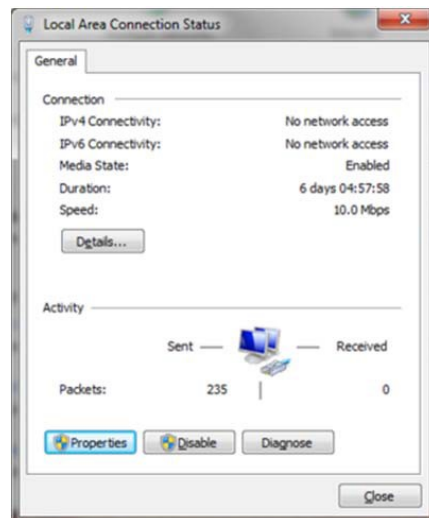 Local Area Connection Status
General
Connection
IPv4 Connectivity: No network access
IPv6 Connectivity: No network access
Media State: Enabled
Duration: 6 days 04:57:58
Speed: 10.0 Mbps
Details...
Activity
Sent Received
Packets: 235 0
Properties Disable Diagnose
Close